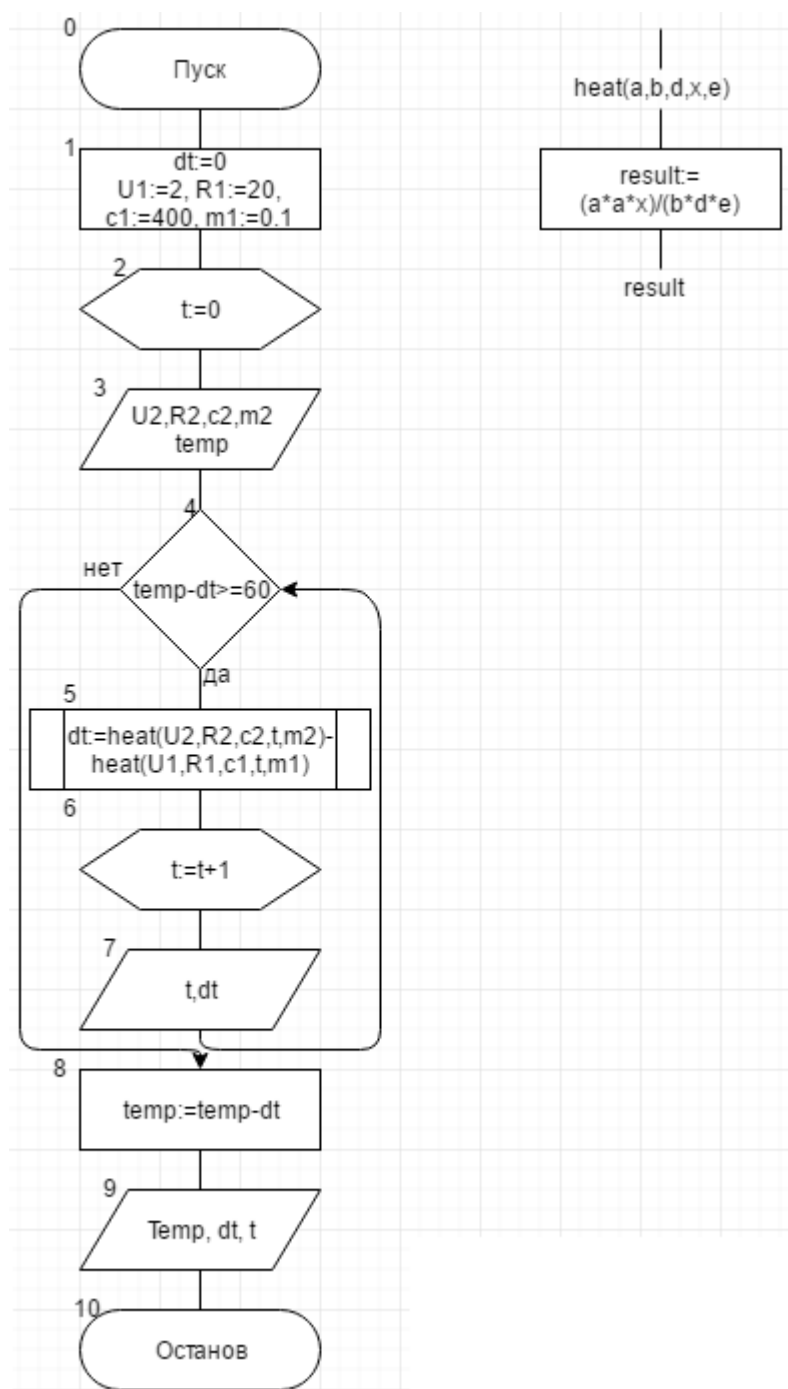 0
Пуск
1
dt:=0
U1:=2, R1:=20,
c1:=400, m1:=0.1
2
t:=0
3
U2,R2,c2,m2
temp
4
нет
temp-dt>=60
да
5
dt:=heat(U2,R2,c2,t,m2)-
heat(U1,R1,c1,t,m1)
6
t:=t+1
7
t,dt
8
temp:=temp-dt
9
Temp, dt, t
10
Останов
heat(a,b,d,x,e)
result:=
(a*a*x)/(b*d*e)
result